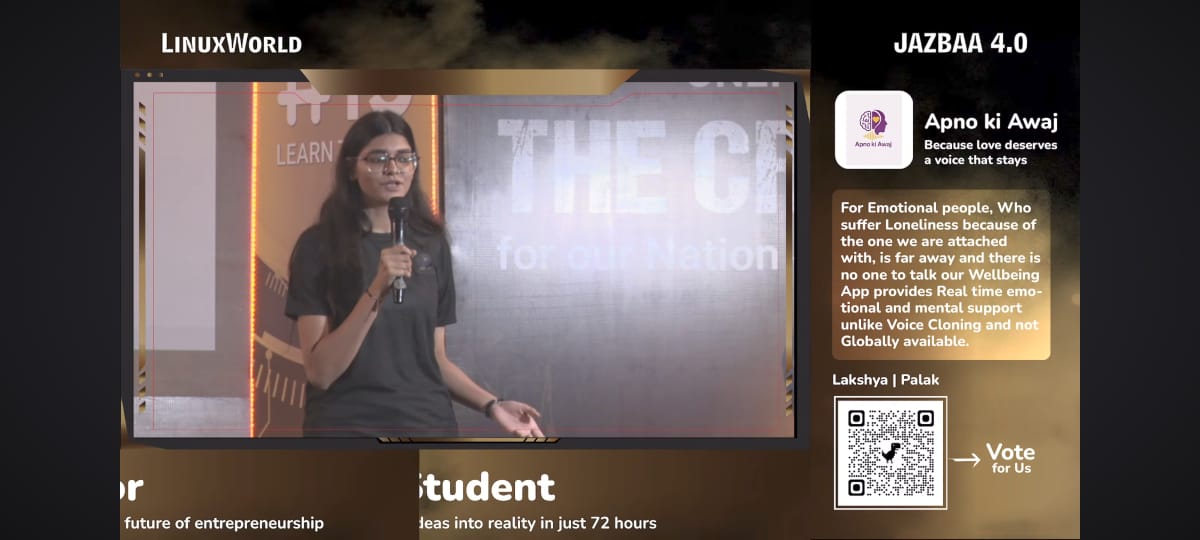 LINUXWORLD
JAZBAA 4.0
#13
LEARN
THE CE
for our Nation
Apno ki Awaj
Apno ki Awaj
Because love deserves
a voice that stays
For Emotional people, Who
suffer Loneliness because of
the one we are attached
with, is far away and there is
no one to talk our Wellbeing
App provides Real time emo-
tional and mental support
unlike Voice Cloning and not
Globally available.
Lakshya | Palak
Vote
for Us
or
Student
future of entrepreneurship
deas into reality in just 72 hours